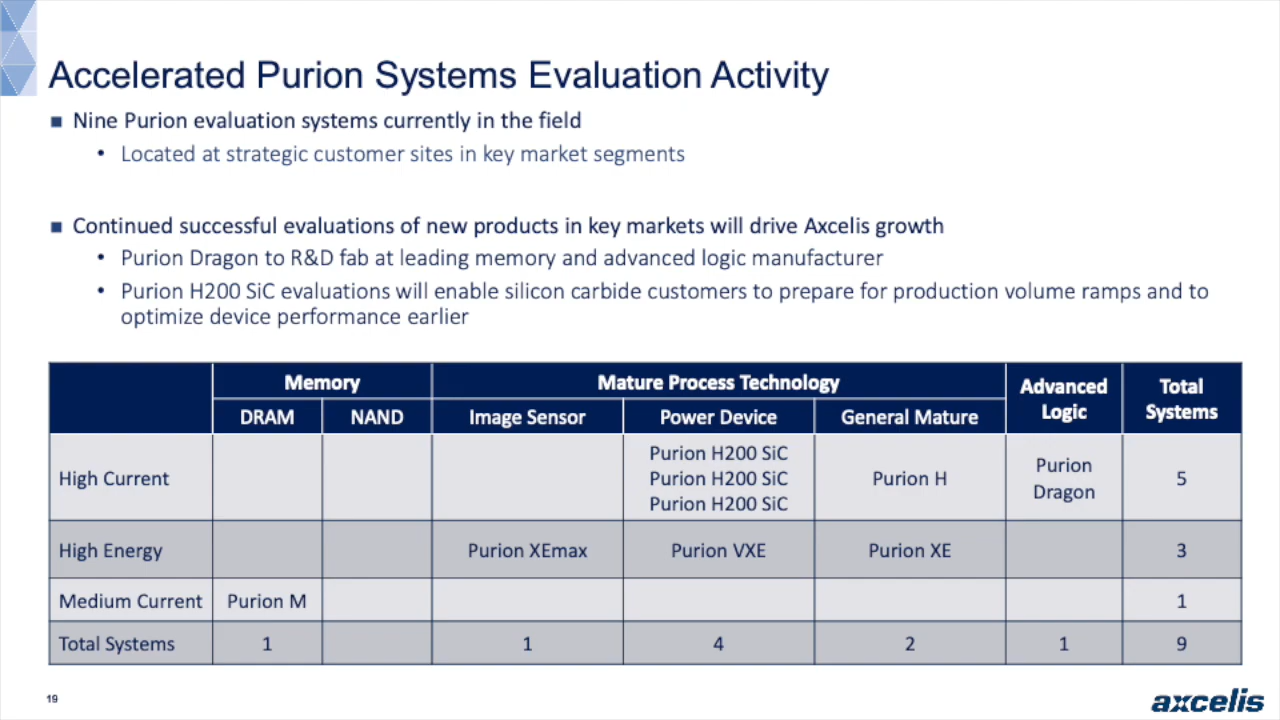 Accelerated Purion Systems Evaluation Activity
■ Nine Purion evaluation systems currently in the field
• Located at strategic customer sites in key market segments
■ Continued successful evaluations of new products in key markets will drive Axcelis growth
• Purion Dragon to R&D fab at leading memory and advanced logic manufacturer
• Purion H200 SiC evaluations will enable silicon carbide customers to prepare for production volume ramps and to
optimize device performance earlier
Memory Mature Process Technology Advanced Logic Total Systems
DRAM NAND Image Sensor Power Device General Mature
High Current
Purion H200 SiC
Purion H200 SiC
Purion H200 SiC
Purion H
Purion
Dragon
5
High Energy Purion XEmax Purion VXE Purion XE 3
Medium Current Purion M 1
Total Systems 1 1 4 2 1 9
19
axcelis